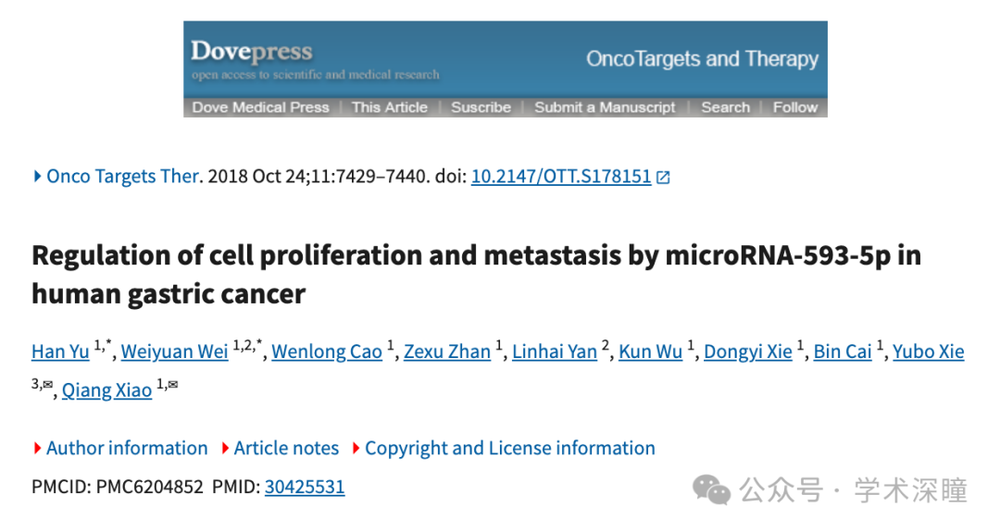 Dovepress
open access to scientific and medical research
OncoTargets and Therapy
Dove Medical Press | This Article | Suscribe | Submit a Manuscript | Search | Follow
Onco Targets Ther. 2018 Oct 24;11:7429–7440. doi: 10.2147/OTT.S178151
Regulation of cell proliferation and metastasis by microRNA-593-5p in
human gastric cancer
Han Yu 1,*, Weiyuan Wei 1,2,*, Wenlong Cao 1, Zexu Zhan 1, Linhai Yan 2, Kun Wu 1, Dongyi Xie 1, Bin Cai 1, Yubo Xie
3,✉, Qiang Xiao 1,✉
Author information Article notes Copyright and License information
PMCID: PMC6204852 PMID: 30425531
公众号 · 学术深瞳